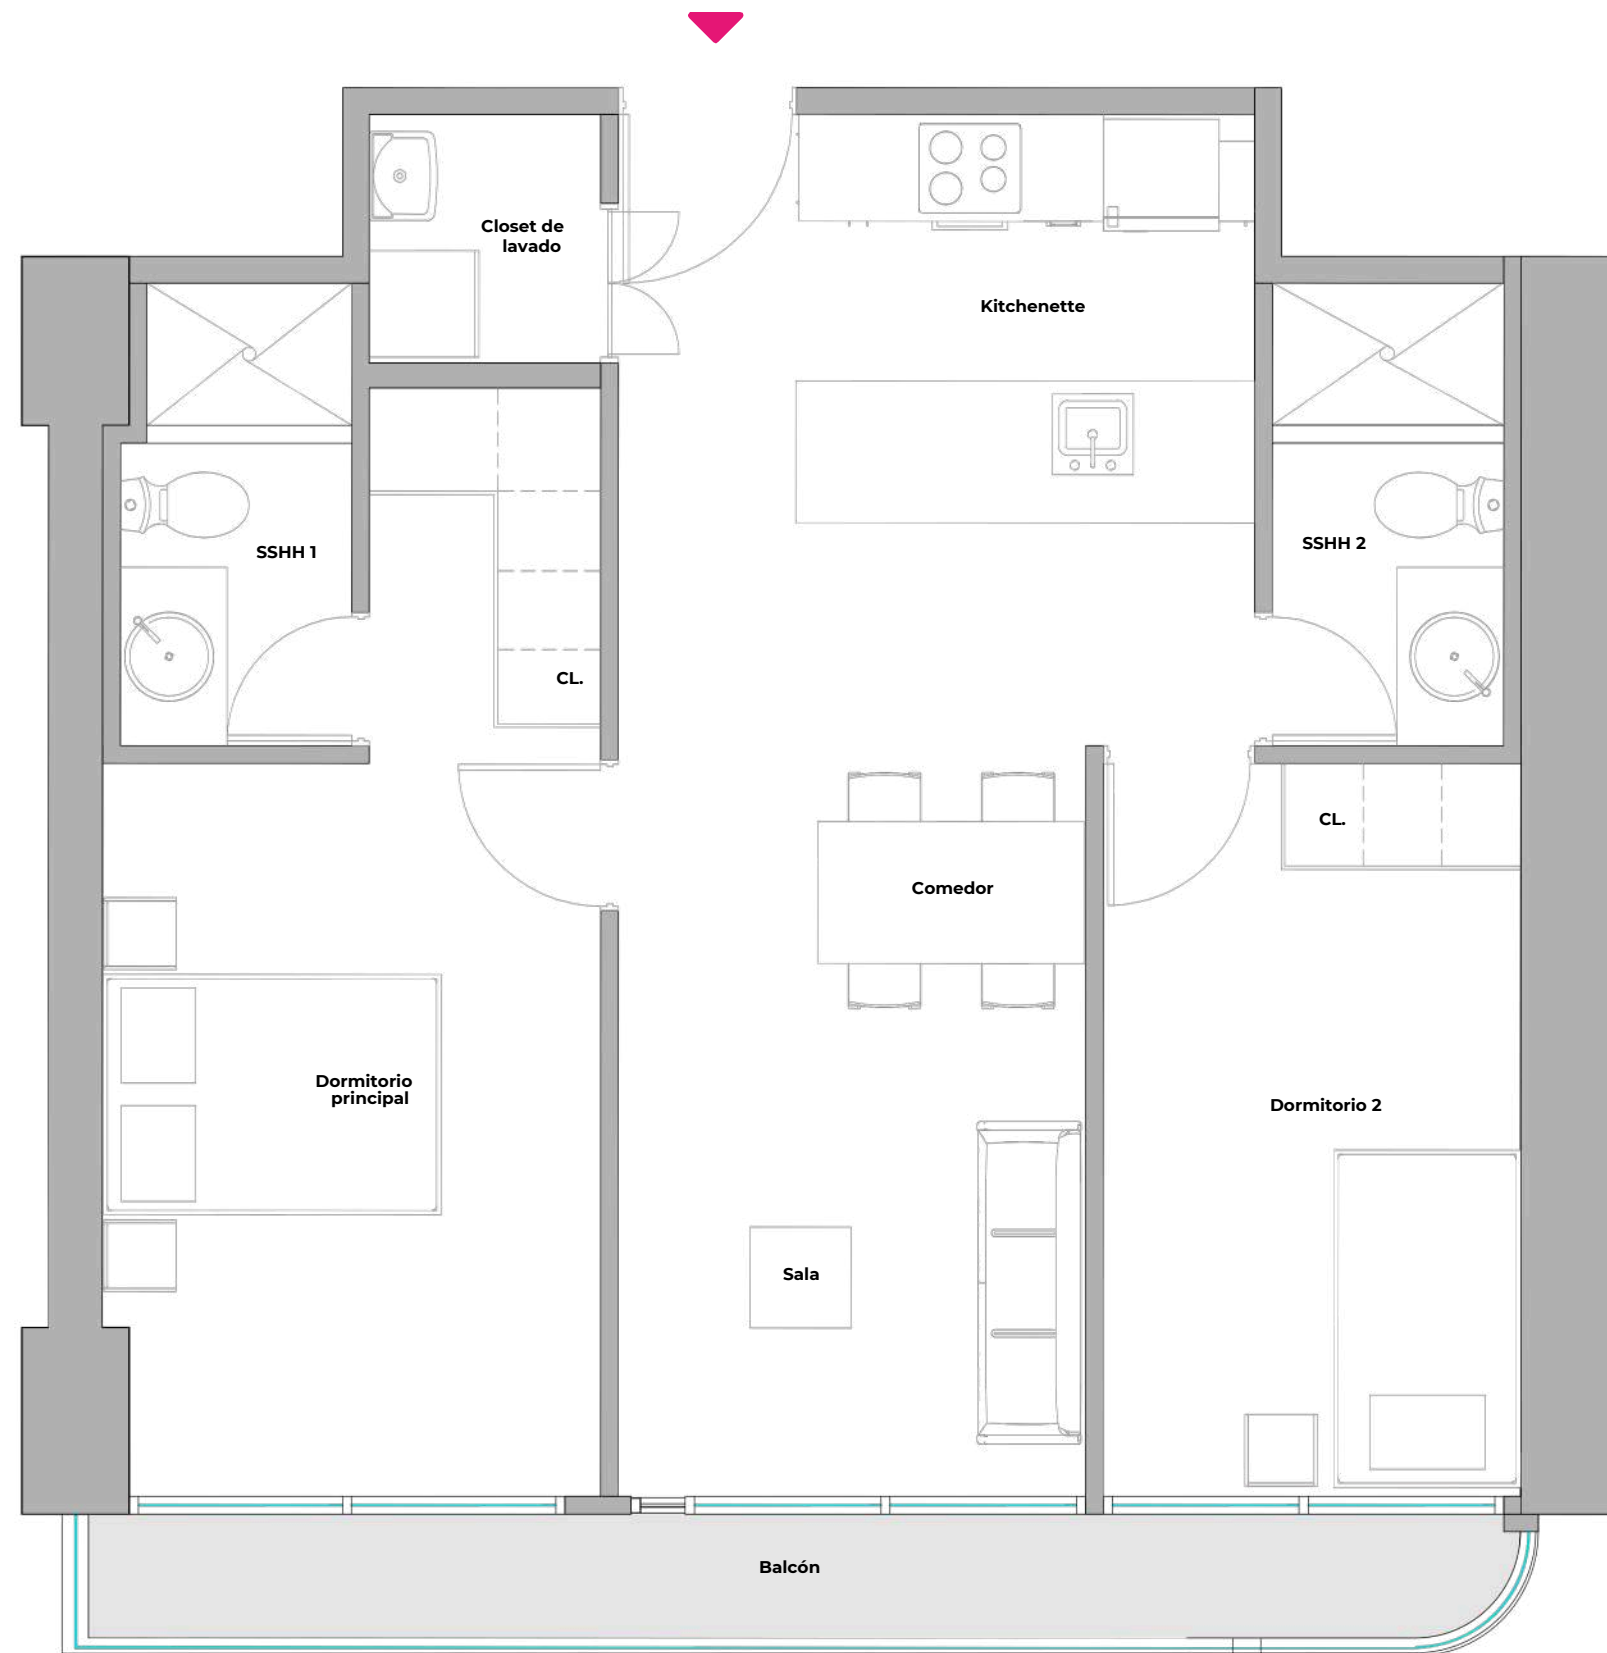 Closet de
lavado
Kitchenette
SSHH 1
SSHH 2
CL.
CL.
Comedor
Dormitorio
principal
Dormitorio 2
Sala
Balcón